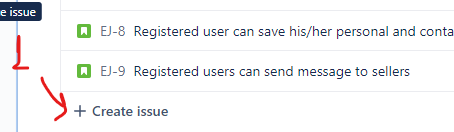 e issue
EJ-8 Registered user can save his/her personal and conta
1
EJ-9 Registered users can send message to sellers
+ Create issue